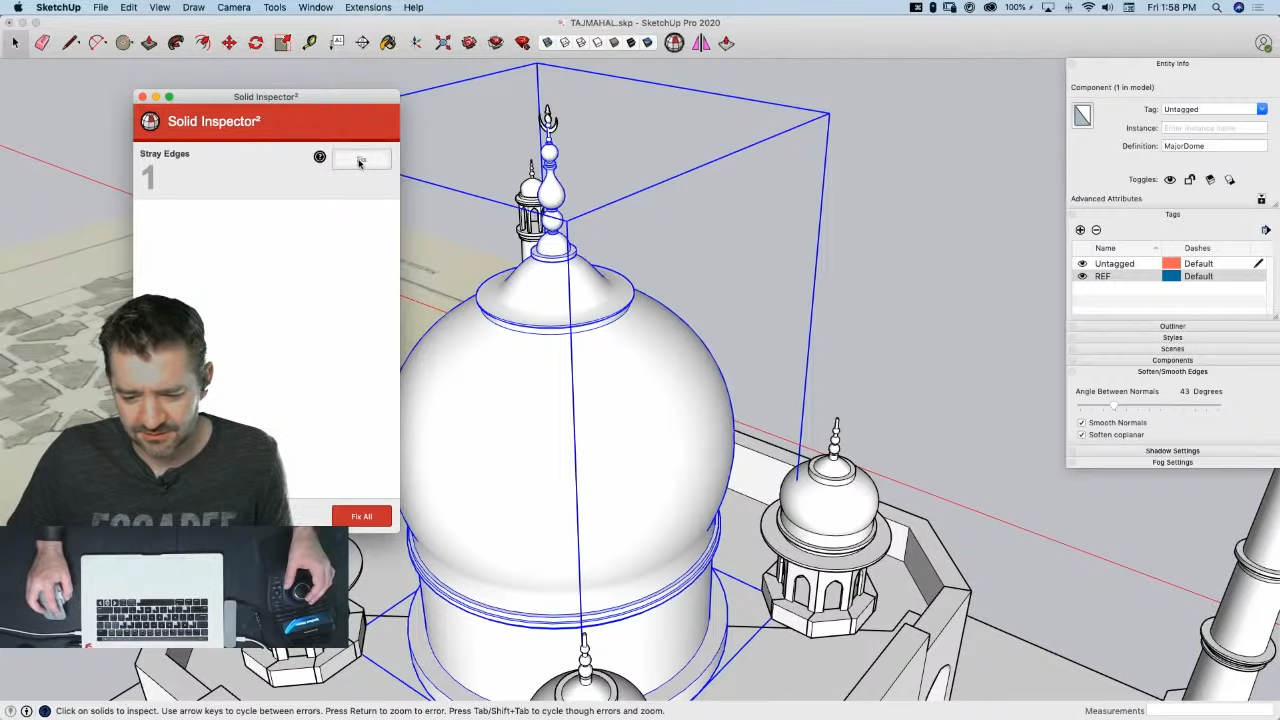 SketchUp File Edit View Draw Camera Tools Window Extensions Help
100% Fri 1:58 PM
TAJMAHAL.skp - SketchUp Pro 2020
Solid Inspector²
Solid Inspector²
Stray Edges
1
Fix All
Entity Info
Component (1 in model)
Tag: Untagged
Instance: Enter instance name
Definition: MajorDome
Toggles:
Advanced Attributes
Tags
Name Dashes
Untagged Default
REF Default
Outliner
Styles
Scenes
Components
Soften/Smooth Edges
Angle Between Normals 43 Degrees
Smooth Normals
Soften coplanar
Shadow Settings
Fog Settings
Click on solids to inspect. Use arrow keys to cycle between errors. Press Return to zoom to error. Press Tab/Shift+Tab to cycle though errors and zoom.
Measurements